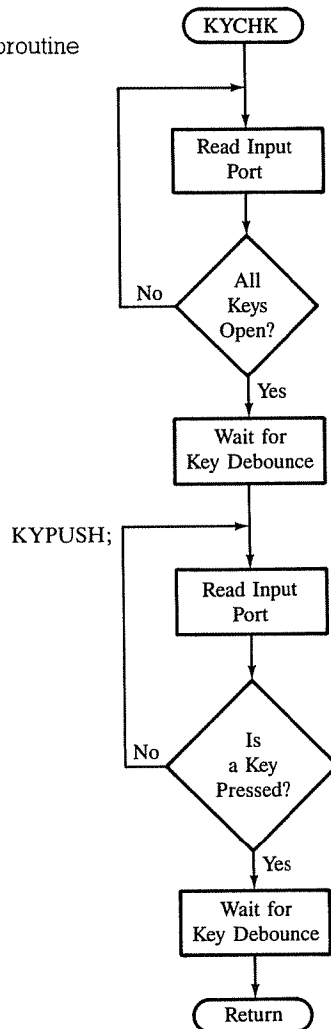 KYCHK
Read Input
Port
All
Keys
Open?
No
Yes
Wait for
Key Debounce
KYPUSH;
Read Input
Port
Is
a Key
Pressed?
No
Yes
Wait for
Key Debounce
Return